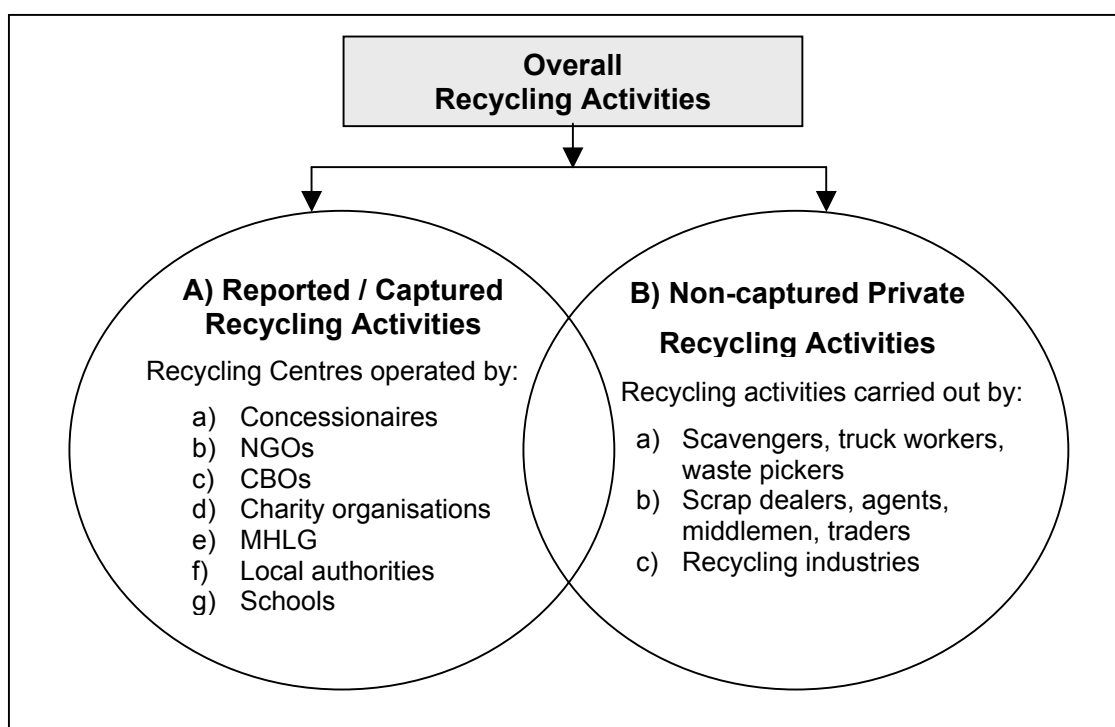 Overall
Recycling Activities
A) Reported / Captured
Recycling Activities
Recycling Centres operated by:
a) Concessionaires
b) NGOs
c) CBOs
d) Charity organisations
e) MHLG
f) Local authorities
g) Schools
B) Non-captured Private
Recycling Activities
Recycling activities carried out by:
a) Scavengers, truck workers,
waste pickers
b) Scrap dealers, agents,
middlemen, traders
c) Recycling industries